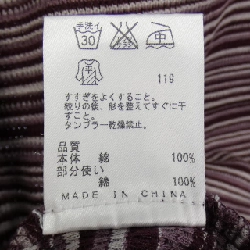 手洗イ
30
中
119
すすぎをよくすること。
絞りの後、形を整えてすぐに干
すこと。
タンブラー乾燥禁止。
品質
本体 綿 100%
部分使い
綿 100%
MADE IN CHINA